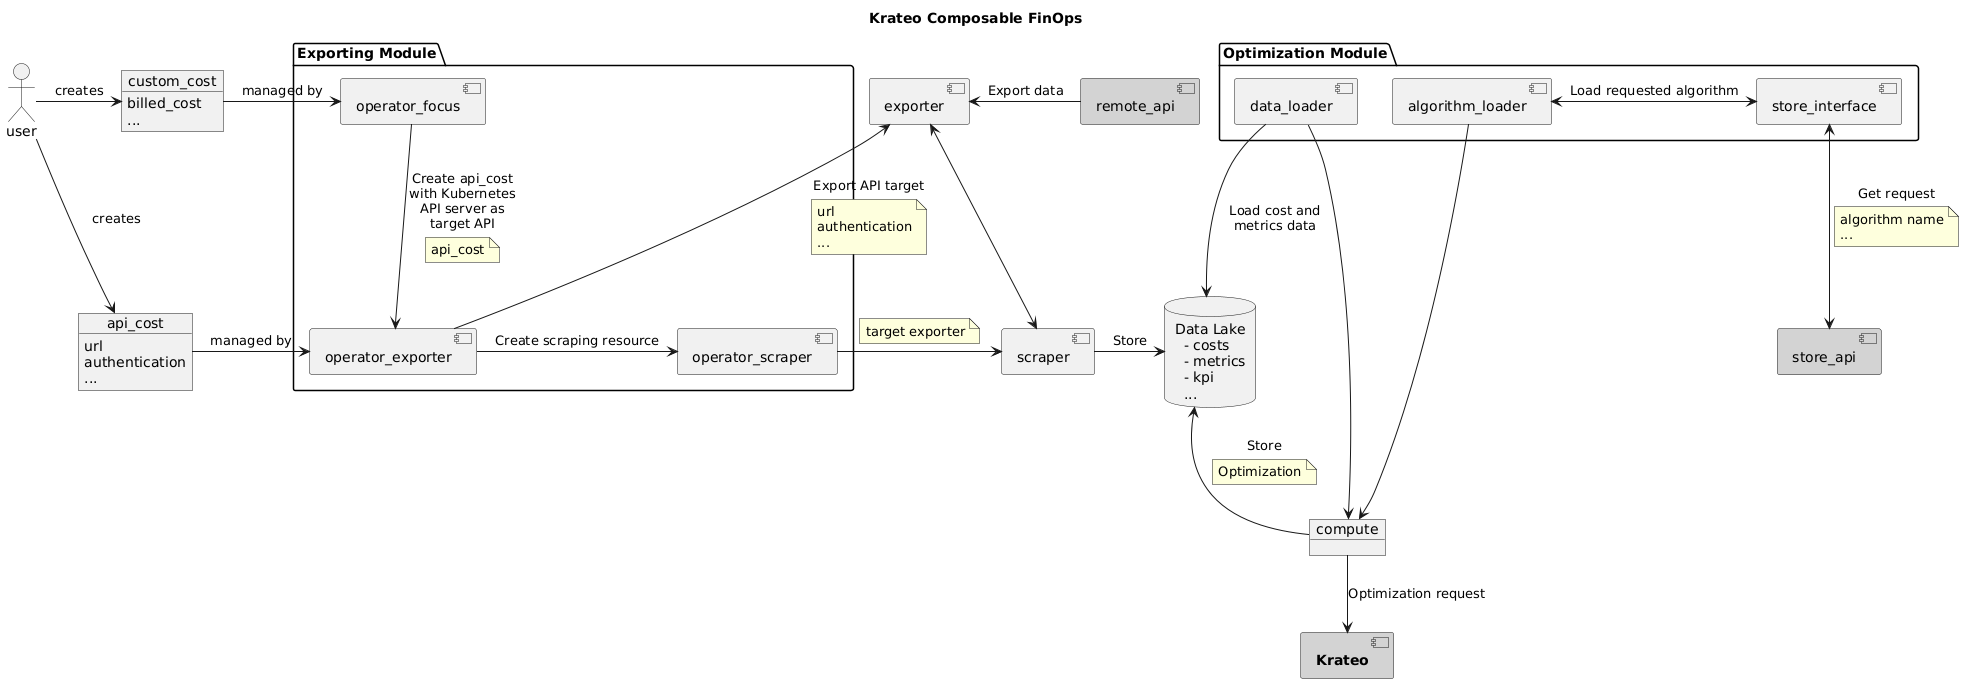 Krateo Composable FinOps
Exporting Module
Optimization Module
user
creates
custom_cost
billed_cost
...
managed by
operator_focus
exporter
Export data
remote_api
data_loader
algorithm_loader
Load requested algorithm
store_interface
creates
Create api_cost
with Kubernetes
API server as
target API
api_cost
Export API target
url
authentication
...
Load cost and
metrics data
Get request
algorithm name
...
api_cost
url
authentication
...
managed by
operator_exporter
Create scraping resource
operator_scraper
target exporter
scraper
Store
Data Lake
- costs
- metrics
- kpi
...
store_api
Store
Optimization
compute
Optimization request
Krateo